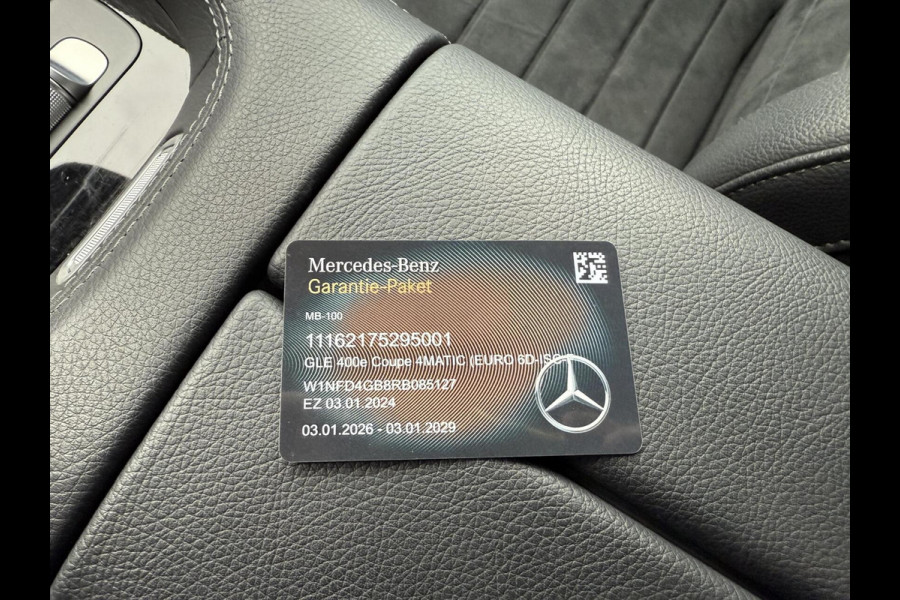 Mercedes-Benz
Garantie-Paket
MB-100
11162175295001
GLE 400e Coupe 4MATIC (EURO 6D-ISC
W1NFD4GB8RB085127
EZ 03.01.2024
03.01.2026 - 03.01.2029